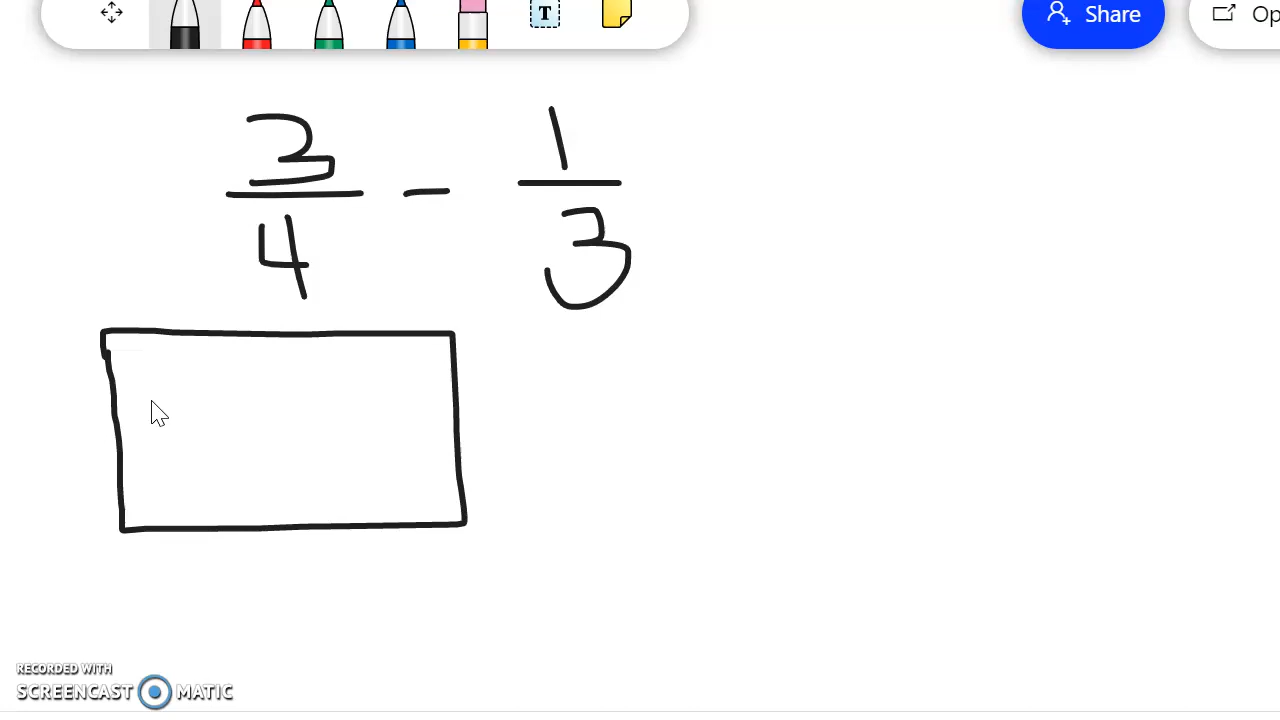 T
Share
Op
3/4 - 1/3
RECORDED WITH
SCREENCAST MATIC